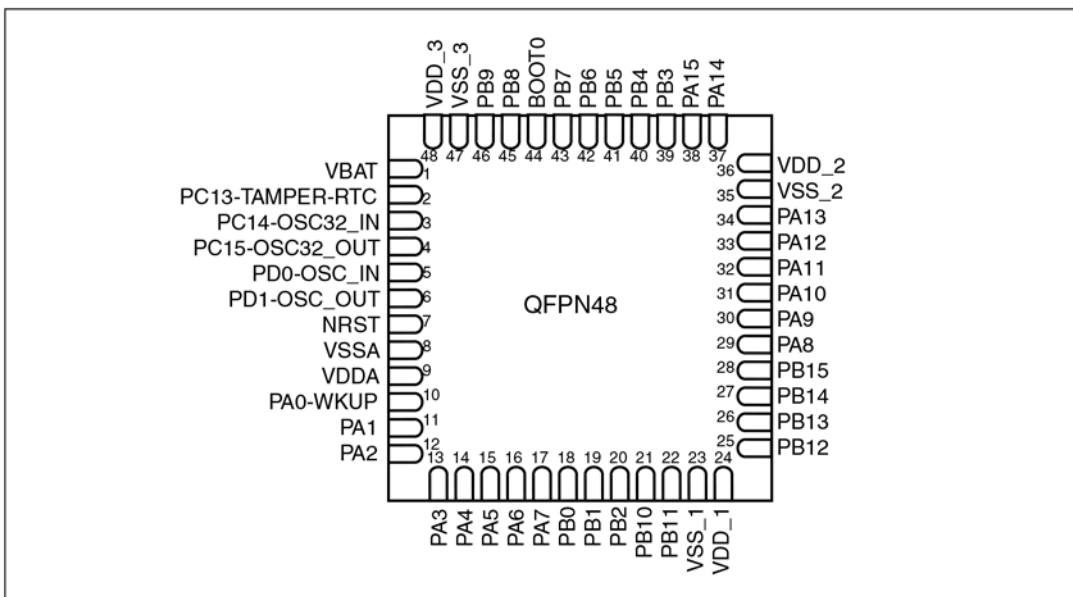 VDD_3
VSS_3
PB9
PB8
BOOT0
PB7
PB6
PB5
PB4
PB3
PA15
PA14
48 47 46 45 44 43 42 41 40 39 38 37
VBAT 1
PC13-TAMPER-RTC 2
PC14-OSC32_IN 3
PC15-OSC32_OUT 4
PD0-OSC_IN 5
PD1-OSC_OUT 6
NRST 7
VSSA 8
VDDA 9
PA0-WKUP 10
PA1 11
PA2 12
QFPN48
36 VDD_2
35 VSS_2
34 PA13
33 PA12
32 PA11
31 PA10
30 PA9
29 PA8
28 PB15
27 PB14
26 PB13
25 PB12
13 14 15 16 17 18 19 20 21 22 23 24
PA3
PA4
PA5
PA6
PA7
PB0
PB1
PB2
PB10
PB11
VSS_1
VDD_1